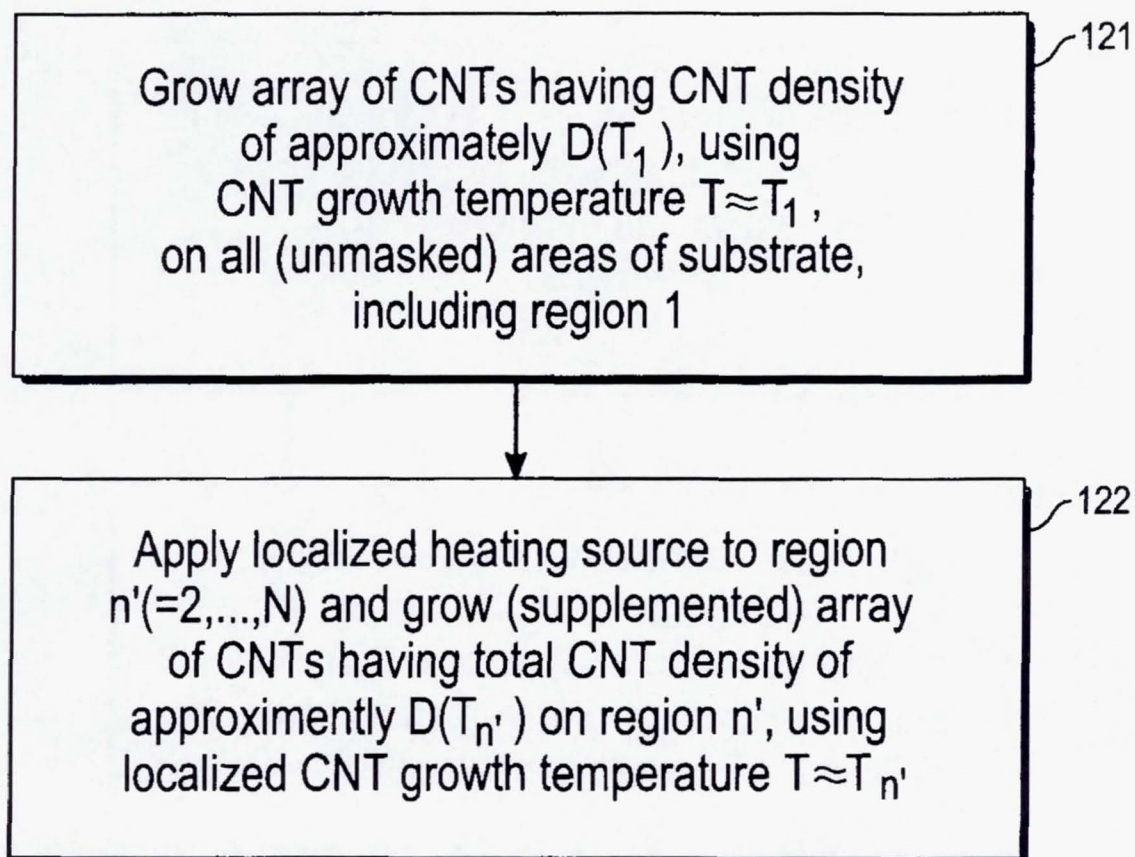 121
Grow array of CNTs having CNT density
of approximately D(T₁), using
CNT growth temperature T≈T₁,
on all (unmasked) areas of substrate,
including region 1
122
Apply localized heating source to region
n'(=2,...,N) and grow (supplemented) array
of CNTs having total CNT density of
approximently D(Tₙ') on region n', using
localized CNT growth temperature T≈Tₙ'